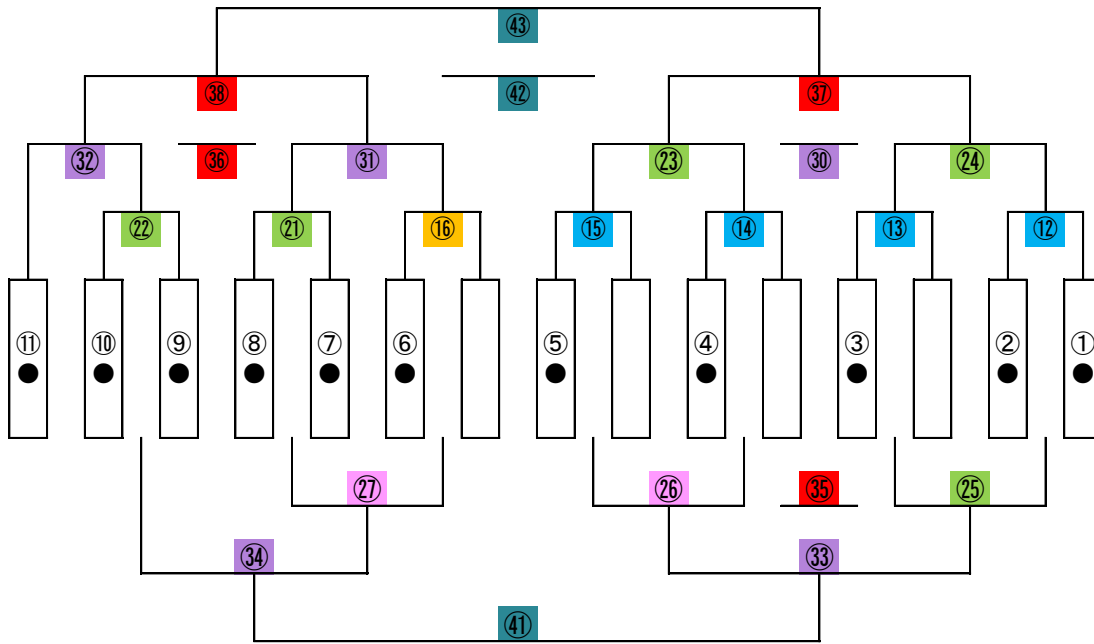 ㊸
㊳ ㊷ ㊲
㉜ ㊱ ㉛ ㉓ ㉚ ㉔
㉒ ㉑ ⑯ ⑮ ⑭ ⑬ ⑫
⑪ ⑩ ⑨ ⑧ ⑦ ⑥ ⑤ ④ ③ ② ①
● ● ● ● ● ● ● ● ● ● ●
㉗ ㉖ ㉟ ㉕
㉞ ㉝
㊶